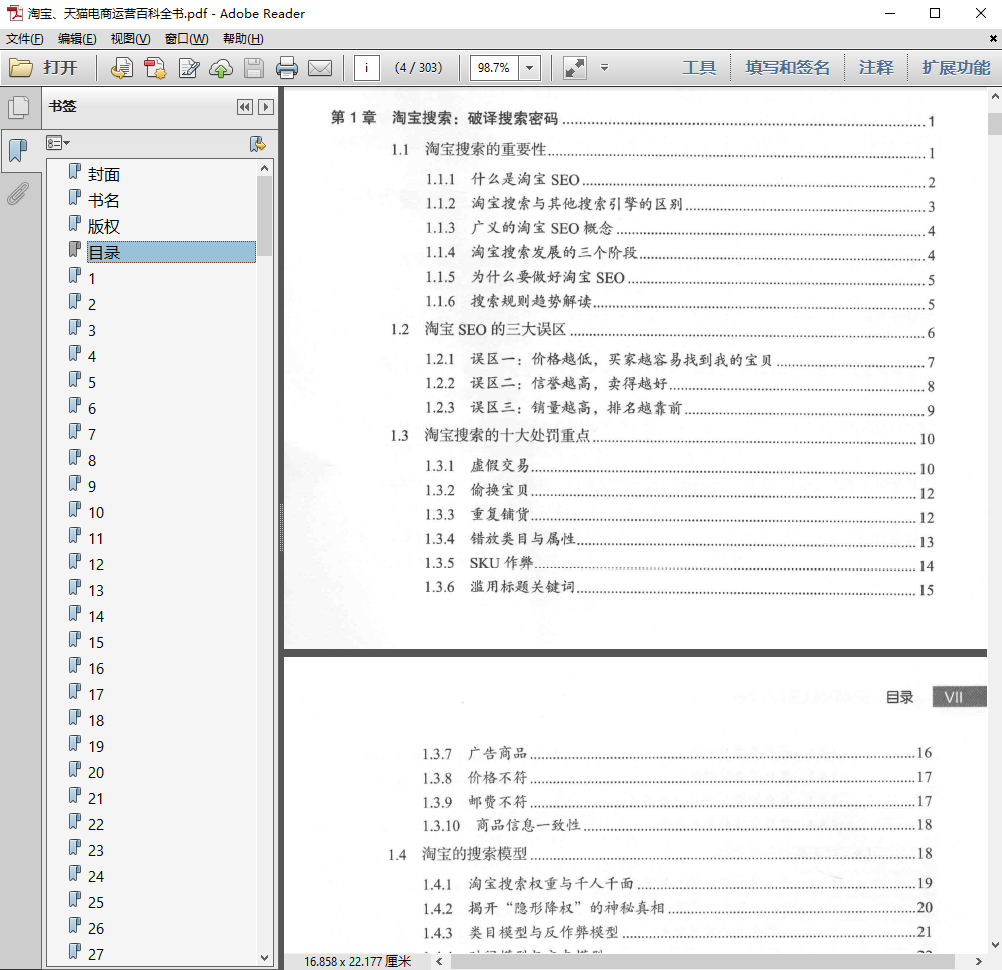 淘宝、天猫电商运营百科全书.pdf - Adobe Reader
文件(F) 编辑(E) 视图(V) 窗口(W) 帮助(H)
打开 i (4 / 303) 98.7% 工具 填写和签名 注释 扩展功能
书签
封面
书名
版权
目录
1
2
3
4
5
6
7
8
9
10
11
12
13
14
15
16
17
18
19
20
21
22
23
24
25
26
27
第 1 章 淘宝搜索：破译搜索密码 1
1.1 淘宝搜索的重要性 1
1.1.1 什么是淘宝 SEO 2
1.1.2 淘宝搜索与其他搜索引擎的区别 3
1.1.3 广义的淘宝 SEO 概念 4
1.1.4 淘宝搜索发展的三个阶段 4
1.1.5 为什么要做好淘宝 SEO 5
1.1.6 搜索规则趋势解读 5
1.2 淘宝 SEO 的三大误区 6
1.2.1 误区一：价格越低，买家越容易找到我的宝贝 7
1.2.2 误区二：信誉越高，卖得越好 8
1.2.3 误区三：销量越高，排名越靠前 9
1.3 淘宝搜索的十大处罚重点 10
1.3.1 虚假交易 10
1.3.2 偷换宝贝 12
1.3.3 重复铺货 12
1.3.4 错放类目与属性 13
1.3.5 SKU 作弊 14
1.3.6 滥用标题关键词 15
目录 VII
1.3.7 广告商品 16
1.3.8 价格不符 17
1.3.9 邮费不符 17
1.3.10 商品信息一致性 18
1.4 淘宝的搜索模型 18
1.4.1 淘宝搜索权重与千人千面 19
1.4.2 揭开“隐形降权”的神秘真相 20
1.4.3 类目模型与反作弊模型 21
16.858 x 22.177 厘米